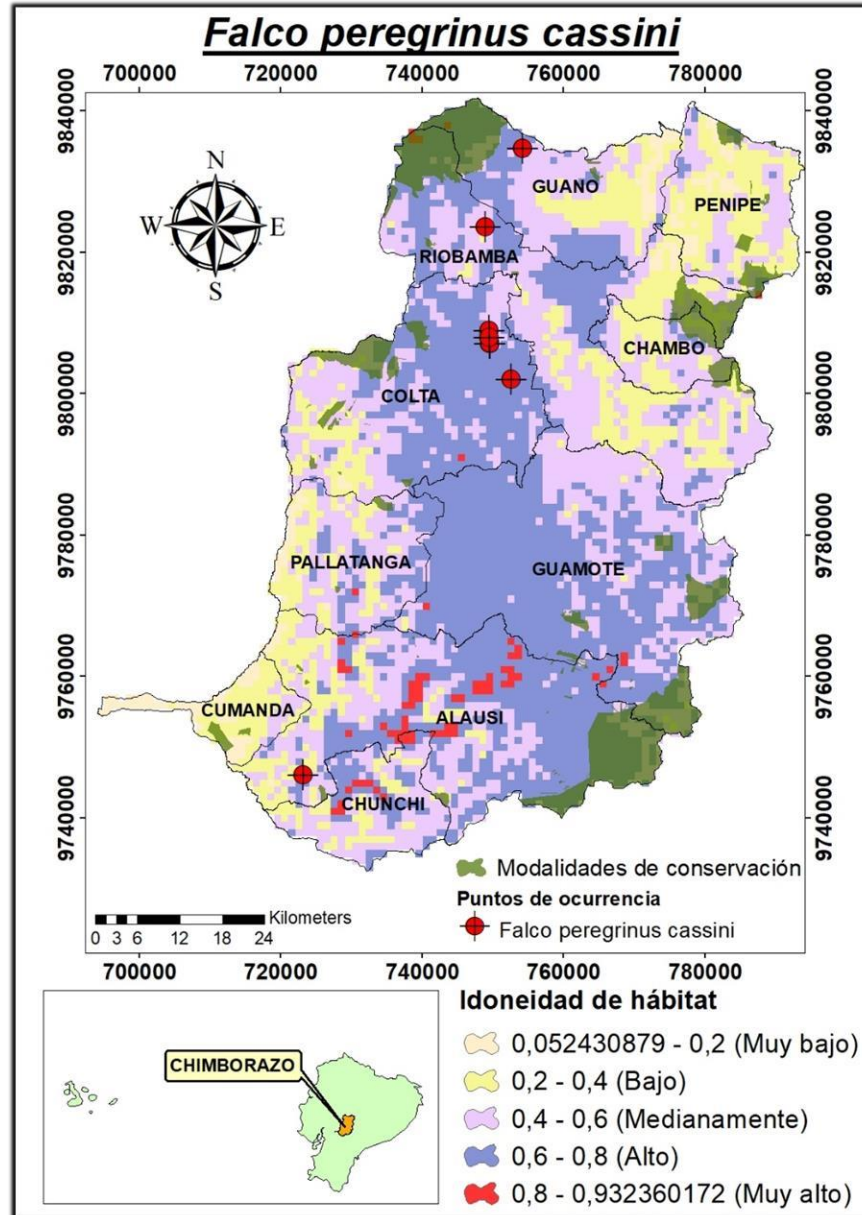 Falco peregrinus cassini
700000 720000 740000 760000 780000
9840000
9820000
9800000
9780000
9760000
9740000
9840000
9820000
9800000
9780000
9760000
9740000
N
W E
S
GUANO
PENIPE
RIOBAMBA
CHAMBO
COLTA
PALLATANGA
GUAMOTE
CUMANDA
ALAUSI
CHUNCHI
Modalidades de conservación
Puntos de ocurrencia
Falco peregrinus cassini
Kilometers
0 3 6 12 18 24
700000 720000 740000 760000 780000
CHIMBORAZO
Idoneidad de hábitat
0,052430879 - 0,2 (Muy bajo)
0,2 - 0,4 (Bajo)
0,4 - 0,6 (Medianamente)
0,6 - 0,8 (Alto)
0,8 - 0,932360172 (Muy alto)